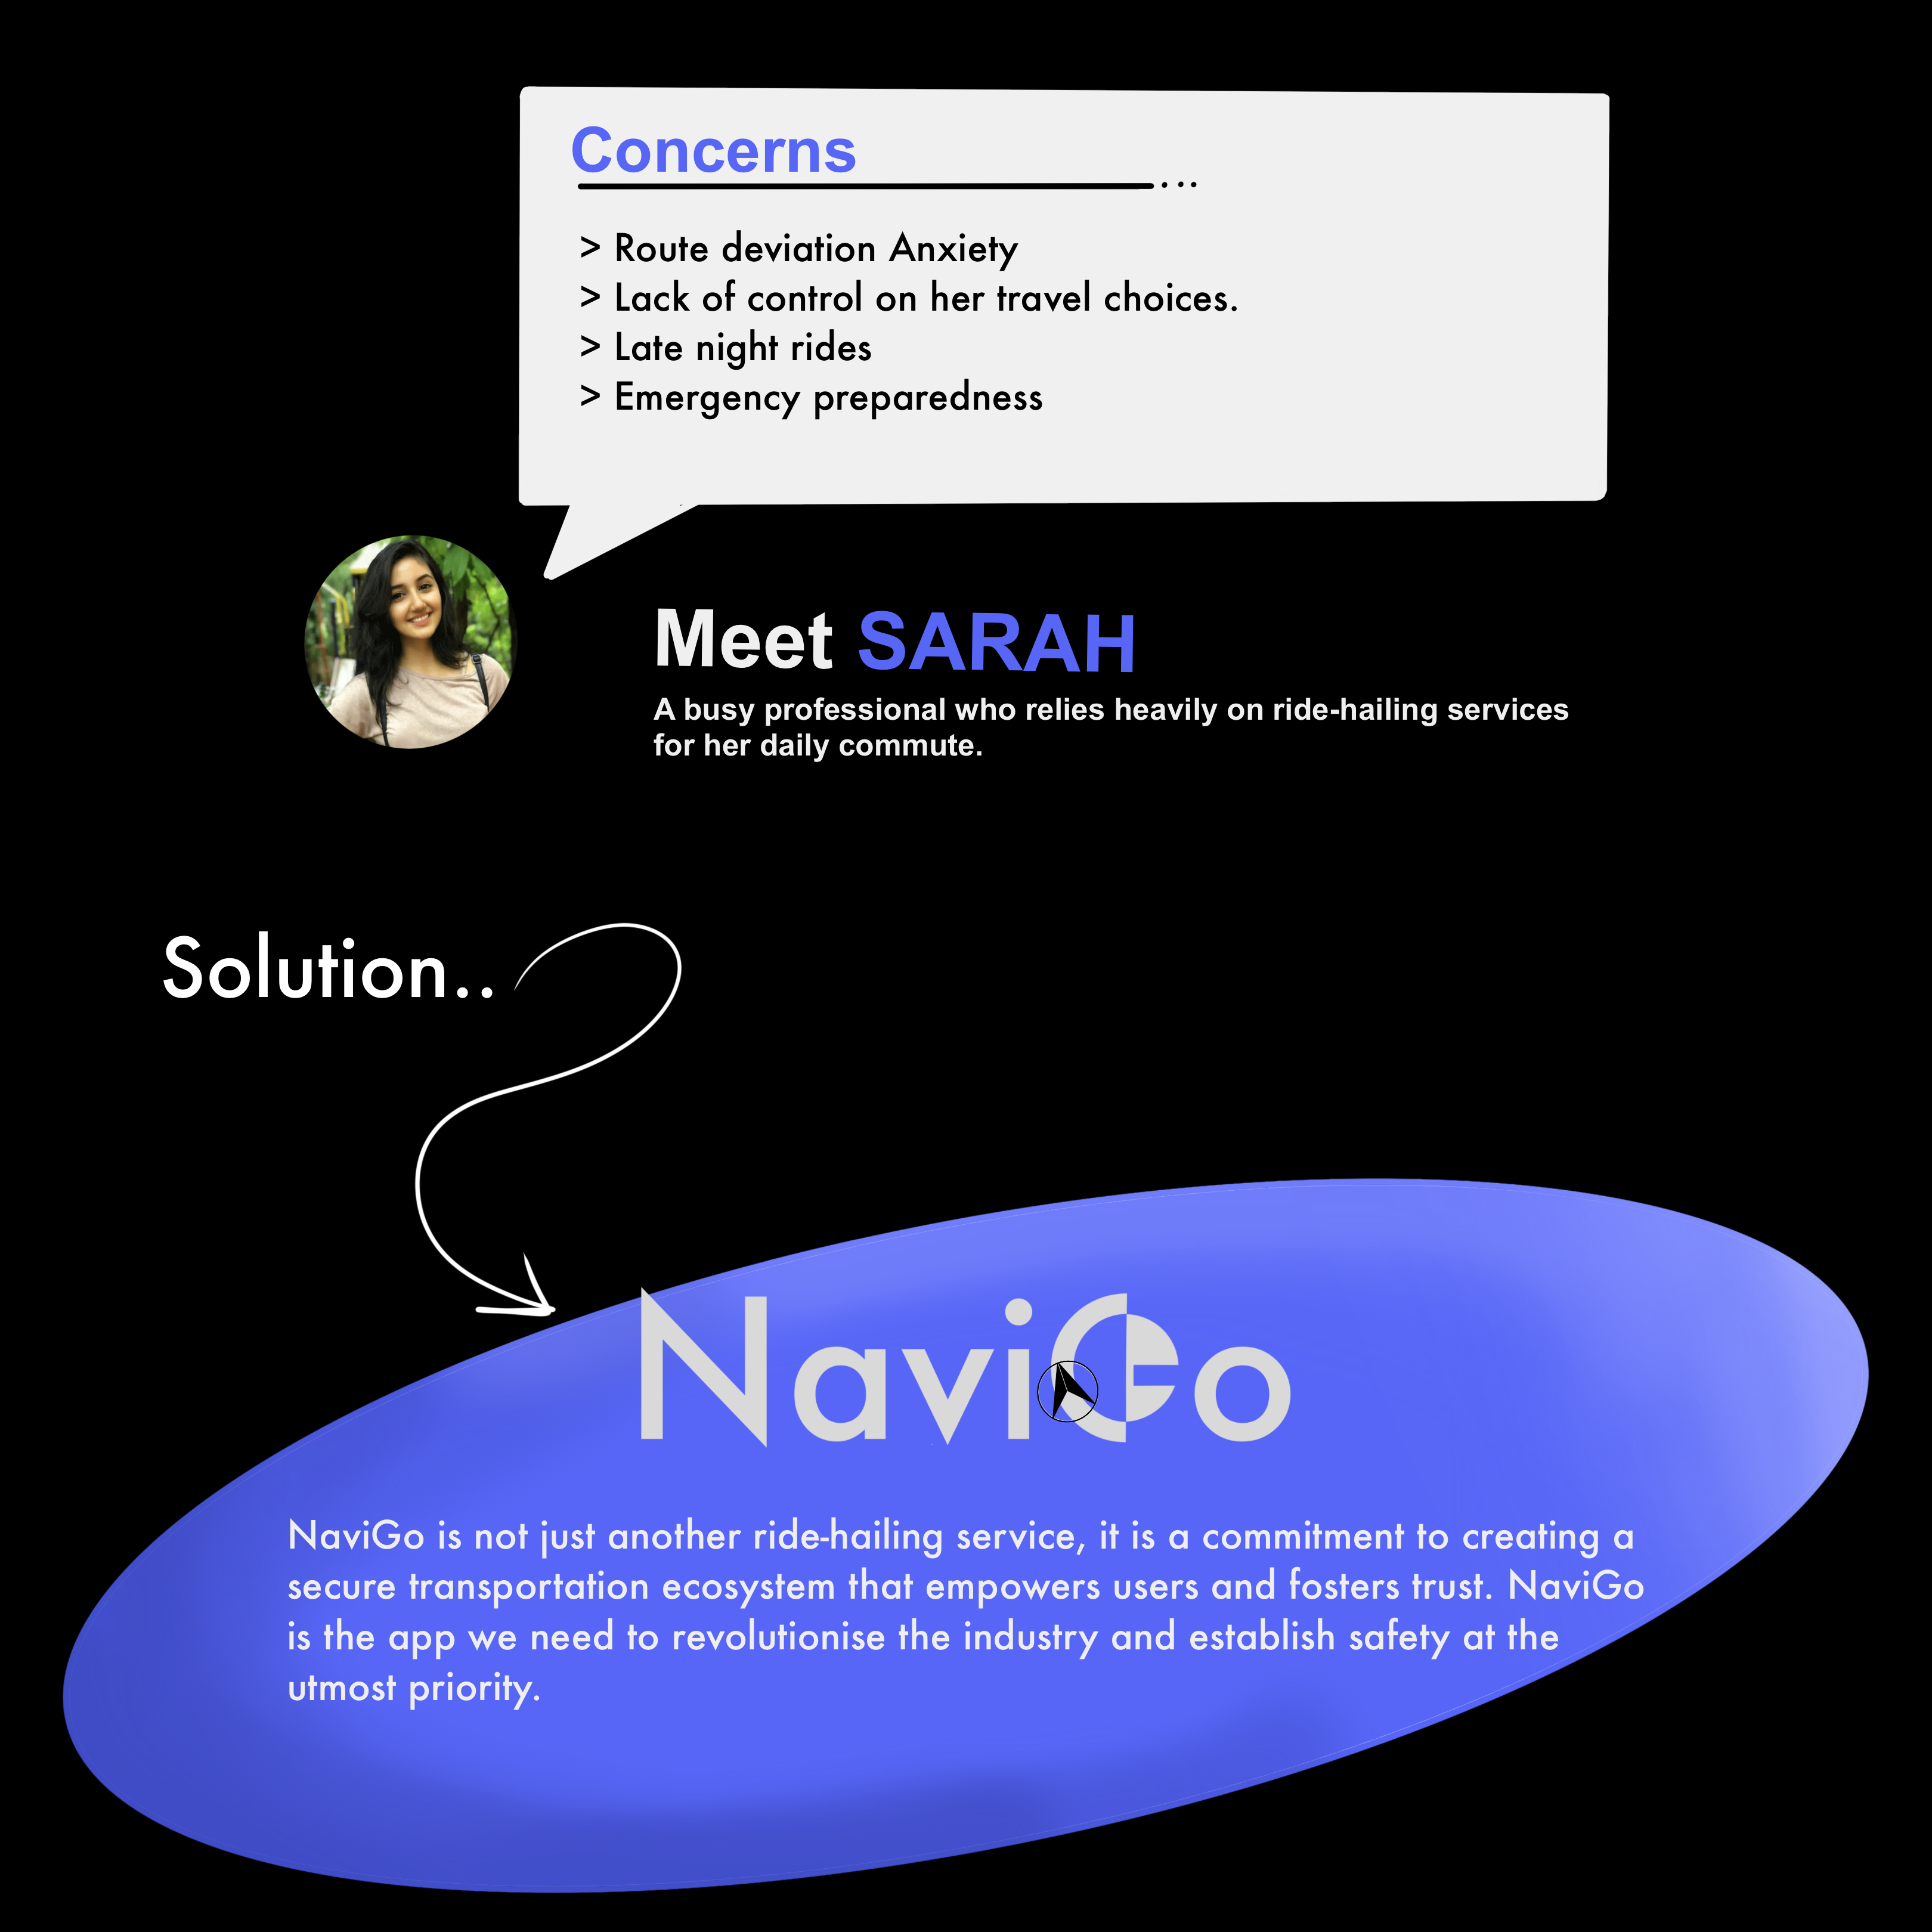 Concerns
> Route deviation Anxiety
> Lack of control on her travel choices.
> Late night rides
> Emergency preparedness
Meet SARAH
A busy professional who relies heavily on ride-hailing services
for her daily commute.
Solution..
NaviGo
NaviGo is not just another ride-hailing service, it is a commitment to creating a
secure transportation ecosystem that empowers users and fosters trust. NaviGo
is the app we need to revolutionise the industry and establish safety at the
utmost priority.